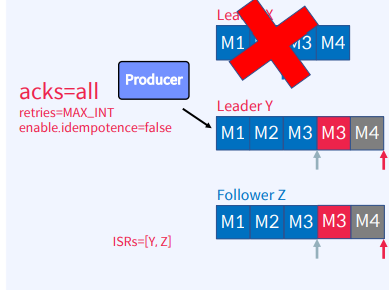 Leader X
M1 M3 M4
Producer
acks=all
retries=MAX_INT
enable.idempotence=false
Leader Y
M1 M2 M3 M3 M4
Follower Z
M1 M2 M3 M3 M4
ISRs=[Y, Z]